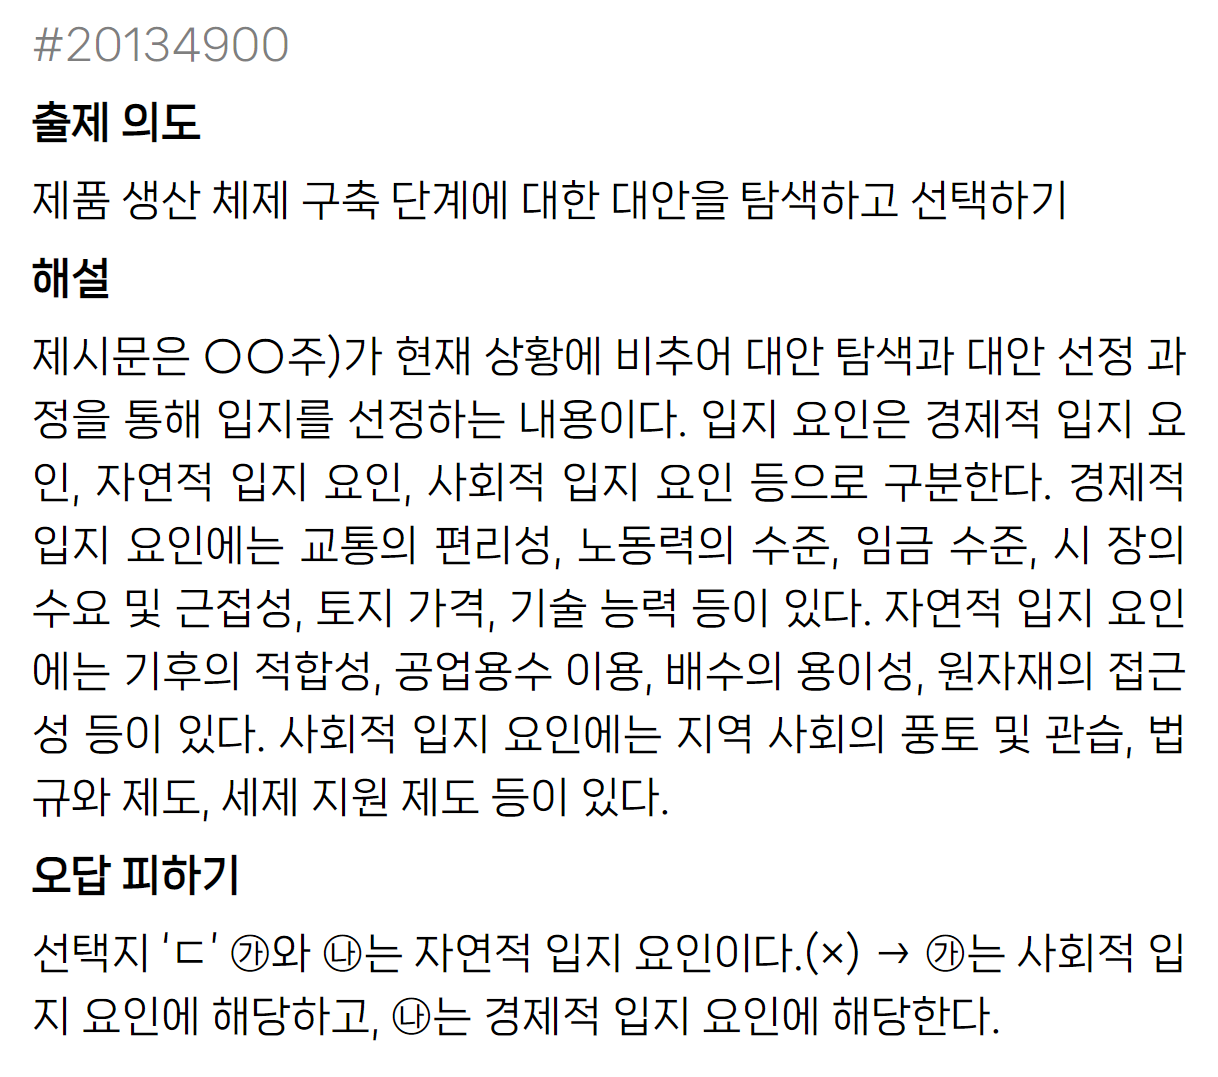 #20134900
출제 의도
제품 생산 체제 구축 단계에 대한 대안을 탐색하고 선택하기
해설
제시문은 〇〇주)가 현재 상황에 비추어 대안 탐색과 대안 선정 과
정을 통해 입지를 선정하는 내용이다. 입지 요인은 경제적 입지 요
인, 자연적 입지 요인, 사회적 입지 요인 등으로 구분한다. 경제적
입지 요인에는 교통의 편리성, 노동력의 수준, 임금 수준, 시 장의
수요 및 근접성, 토지 가격, 기술 능력 등이 있다. 자연적 입지 요인
에는 기후의 적합성, 공업용수 이용, 배수의 용이성, 원자재의 접근
성 등이 있다. 사회적 입지 요인에는 지역 사회의 풍토 및 관습, 법
규와 제도, 세제 지원 제도 등이 있다.
오답 피하기
선택지 ‘ㄷ’ ㉮와 ㉯는 자연적 입지 요인이다.(×) → ㉮는 사회적 입
지 요인에 해당하고, ㉯는 경제적 입지 요인에 해당한다.